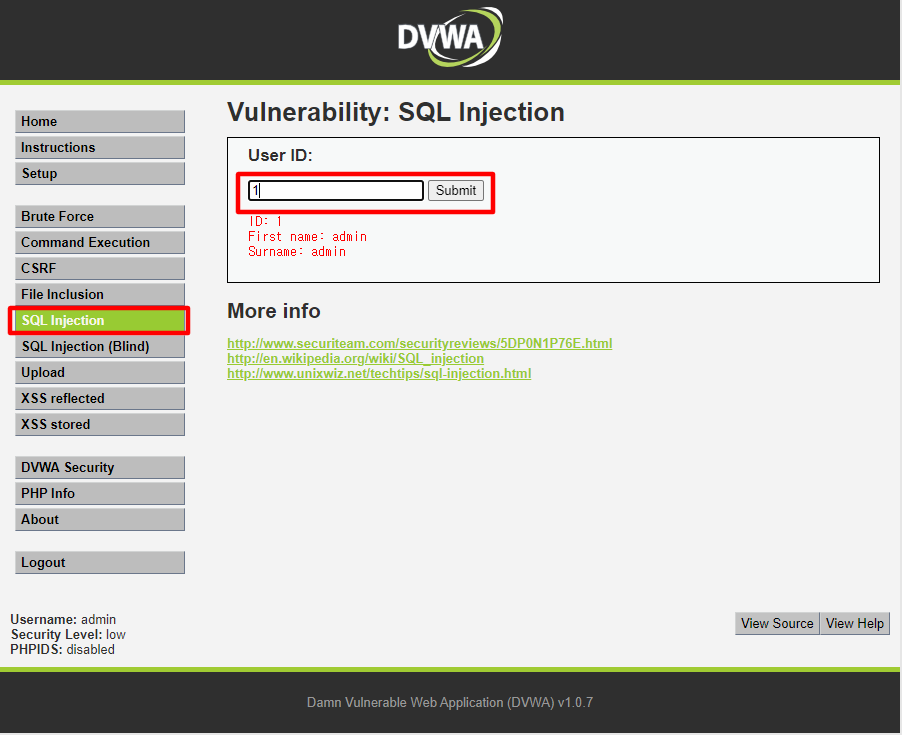 DVWA
Home
Instructions
Setup
Brute Force
Command Execution
CSRF
File Inclusion
SQL Injection
SQL Injection (Blind)
Upload
XSS reflected
XSS stored
DVWA Security
PHP Info
About
Logout
Vulnerability: SQL Injection
User ID:
1 Submit
ID: 1
First name: admin
Surname: admin
More info
http://www.securiteam.com/securityreviews/5DP0N1P76E.html
http://en.wikipedia.org/wiki/SQL_injection
http://www.unixwiz.net/techtips/sql-injection.html
Username: admin
Security Level: low
PHPIDS: disabled
View Source View Help
Damn Vulnerable Web Application (DVWA) v1.0.7